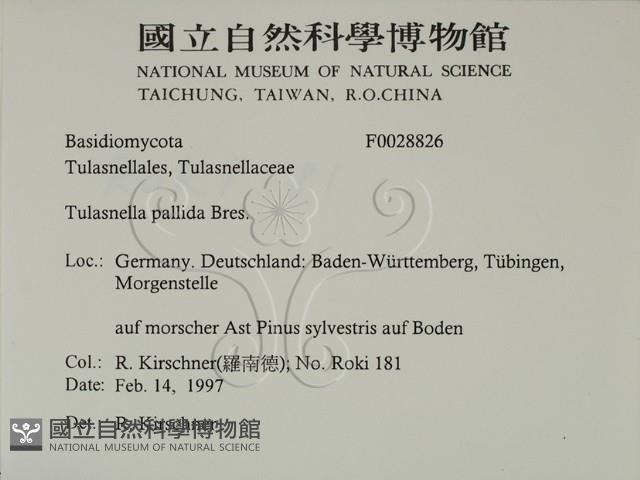 國立自然科學博物館
NATIONAL MUSEUM OF NATURAL SCIENCE
TAICHUNG, TAIWAN, R.O.CHINA
Basidiomycota F0028826
Tulasnellales, Tulasnellaceae
Tulasnella pallida Bres.
Loc.: Germany. Deutschland: Baden-Württemberg, Tübingen,
Morgenstelle
auf morscher Ast Pinus sylvestris auf Boden
Col.: R. Kirschner(羅南德); No. Roki 181
Date: Feb. 14, 1997
Det.: R. Kirschner
國立自然科學博物館
NATIONAL MUSEUM OF NATURAL SCIENCE